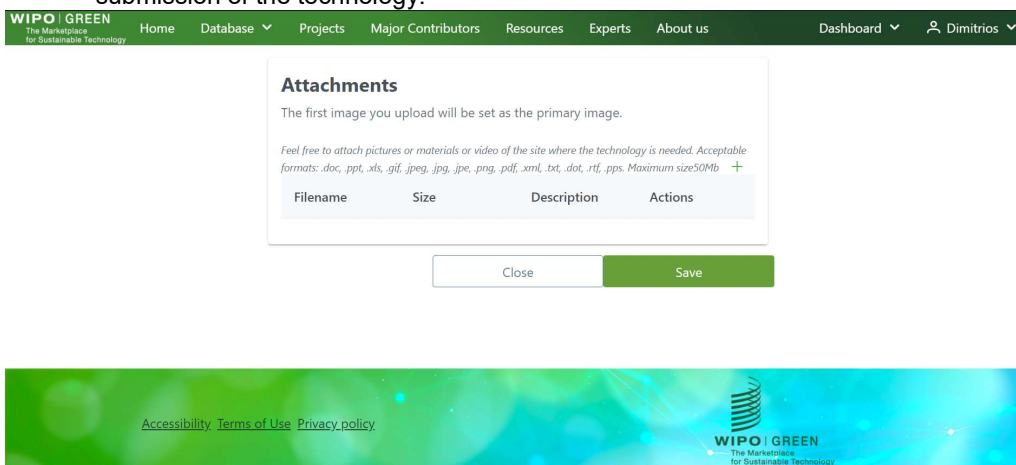 submission of the technology.
WIPO | GREEN
The Marketplace
for Sustainable Technology
Home Database Projects Major Contributors Resources Experts About us Dashboard Dimitrios
Attachments
The first image you upload will be set as the primary image.
Feel free to attach pictures or materials or video of the site where the technology is needed. Acceptable
formats: .doc, .ppt, .xls, .gif, .jpeg, .jpg, .jpe, .png, .pdf, .xml, .txt, .dot, .rtf, .pps. Maximum size50Mb +
Filename Size Description Actions
Close Save
Accessibility Terms of Use Privacy policy
WIPO | GREEN
The Marketplace
for Sustainable Technology